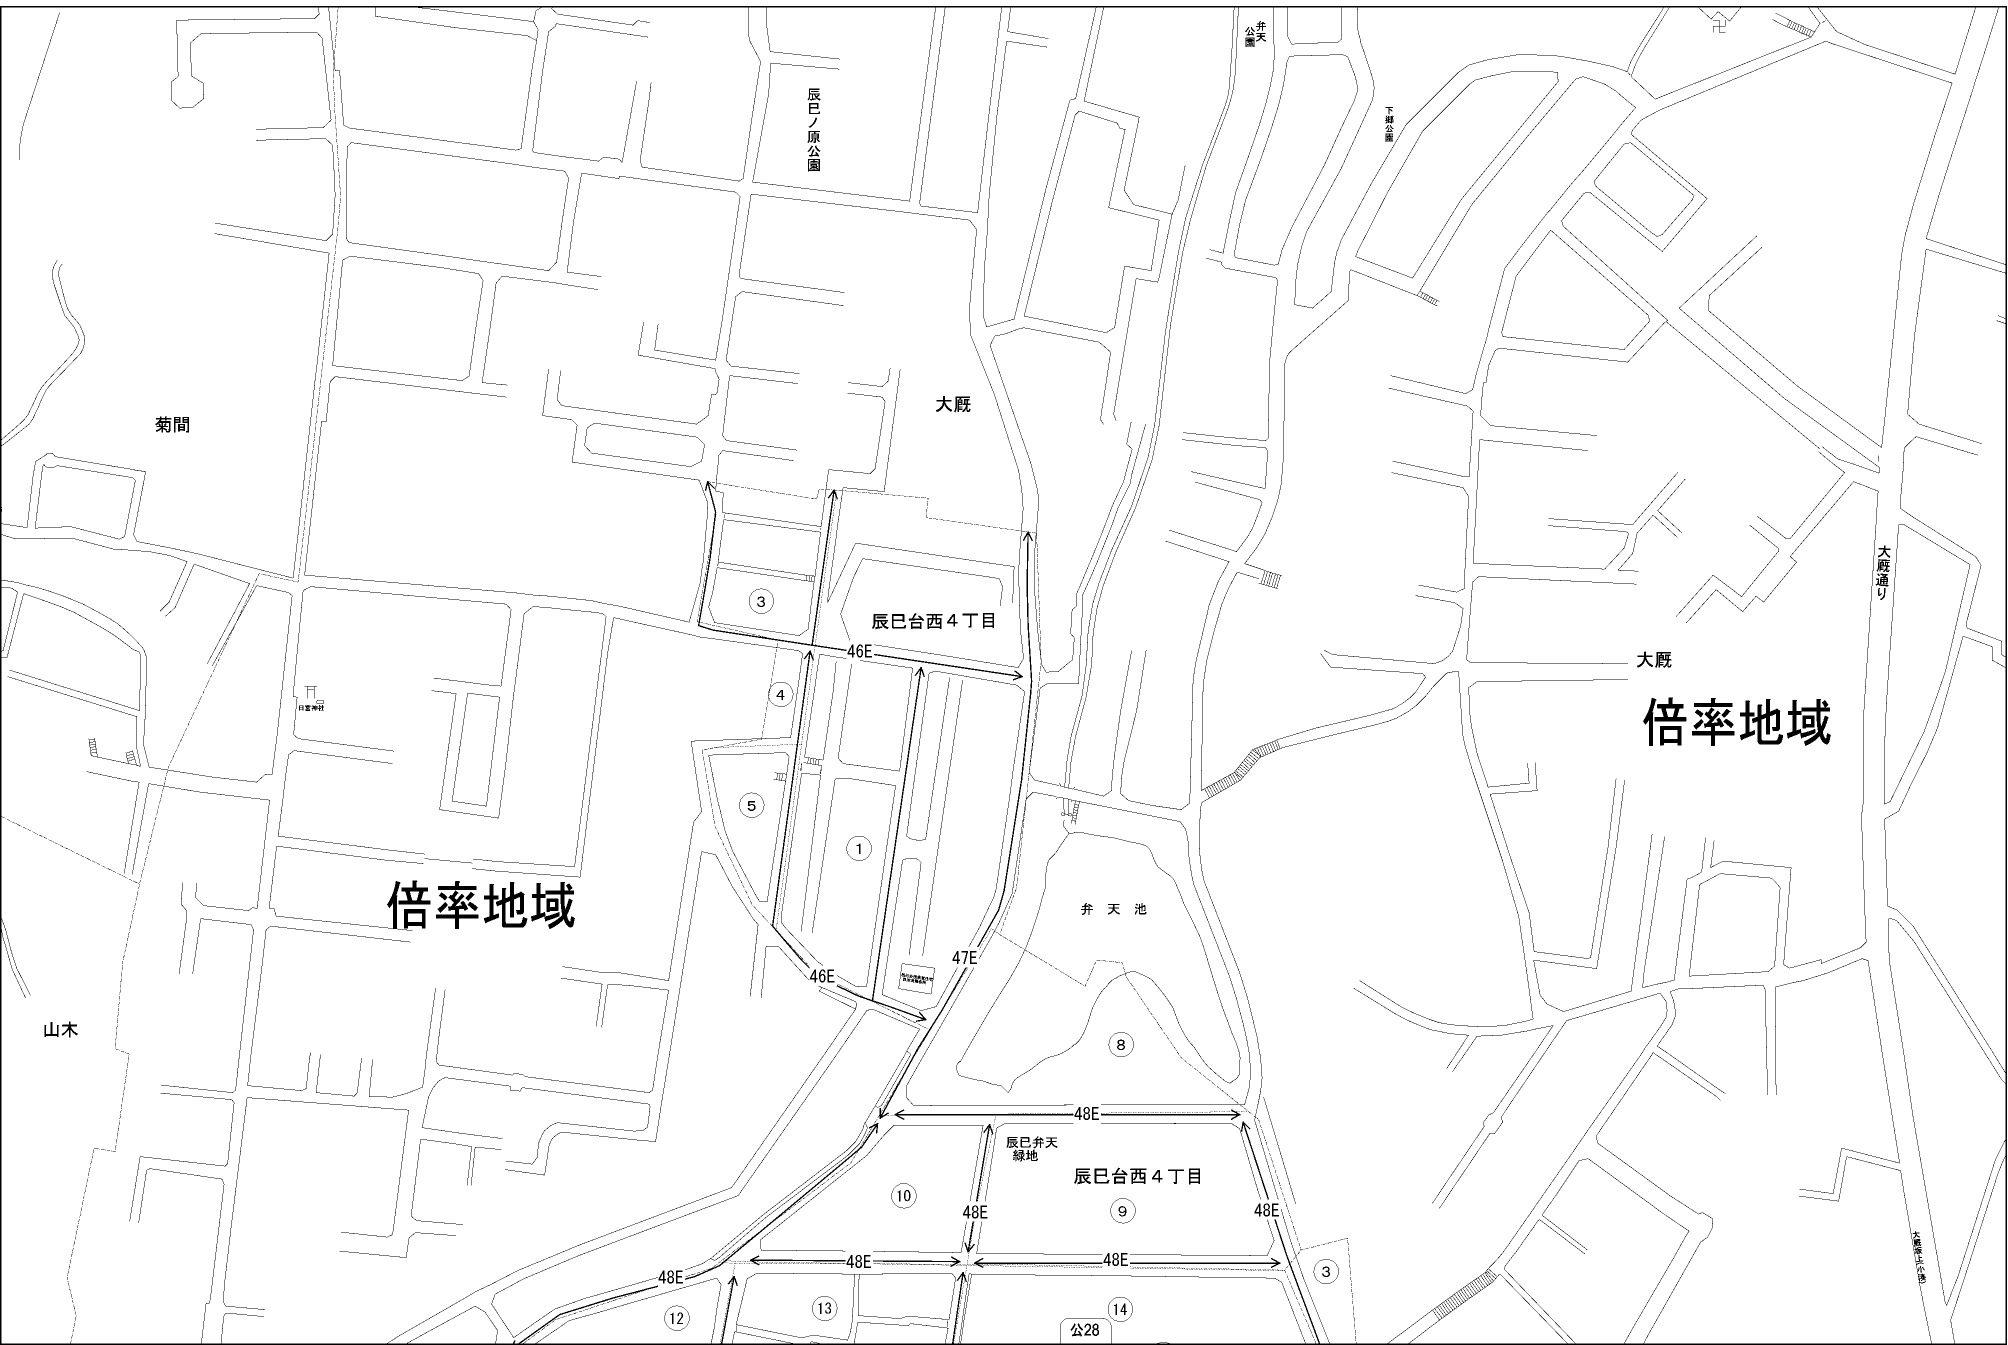 弁天
公園
下郷公園
辰巳ノ原公園
大厩
菊間
大厩通り
③
辰巳台西４丁目
46E
大厩
④
日宮神社
倍率地域
⑤
①
倍率地域
弁天池
47E
46E
山木
⑧
48E
辰巳弁天
緑地
辰巳台西４丁目
⑩
48E
⑨
48E
48E
48E
③
48E
⑫
⑬
⑭
公28